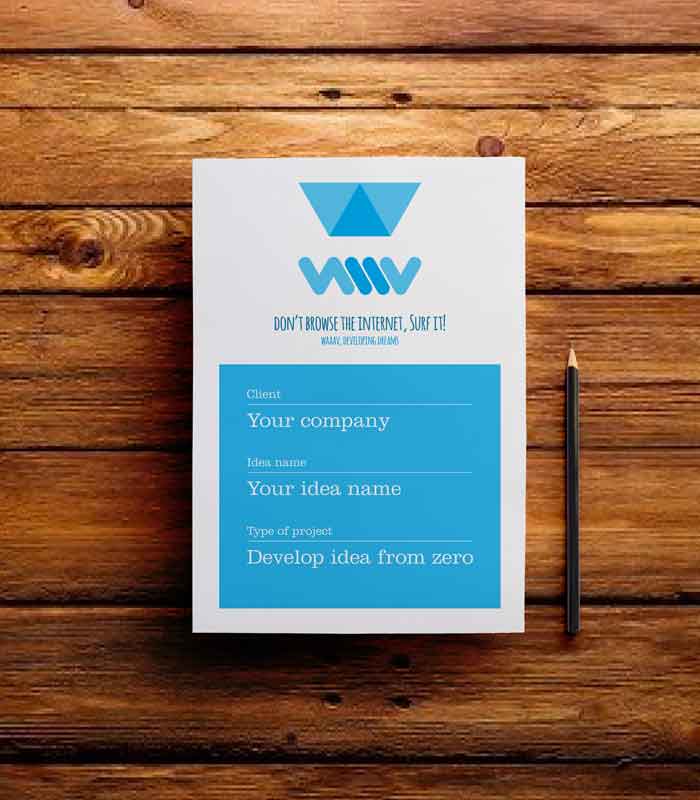 DON'T BROWSE THE INTERNET, SURF IT!
WAAAV, DEVELOPING DREAMS
Client
Your company
Idea name
Your idea name
Type of project
Develop idea from zero